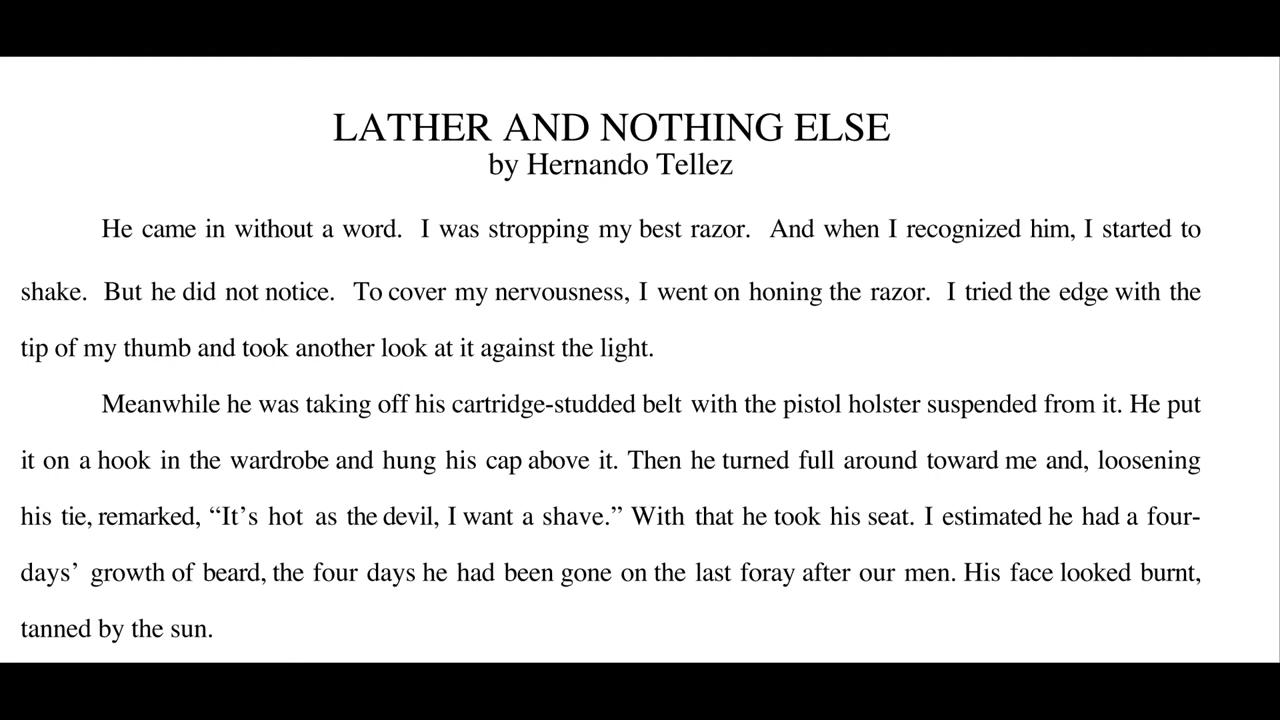 LATHER AND NOTHING ELSE
by Hernando Tellez
He came in without a word. I was stropping my best razor. And when I recognized him, I started to
shake. But he did not notice. To cover my nervousness, I went on honing the razor. I tried the edge with the
tip of my thumb and took another look at it against the light.
Meanwhile he was taking off his cartridge-studded belt with the pistol holster suspended from it. He put
it on a hook in the wardrobe and hung his cap above it. Then he turned full around toward me and, loosening
his tie, remarked, “It’s hot as the devil, I want a shave.” With that he took his seat. I estimated he had a four-
days’ growth of beard, the four days he had been gone on the last foray after our men. His face looked burnt,
tanned by the sun.